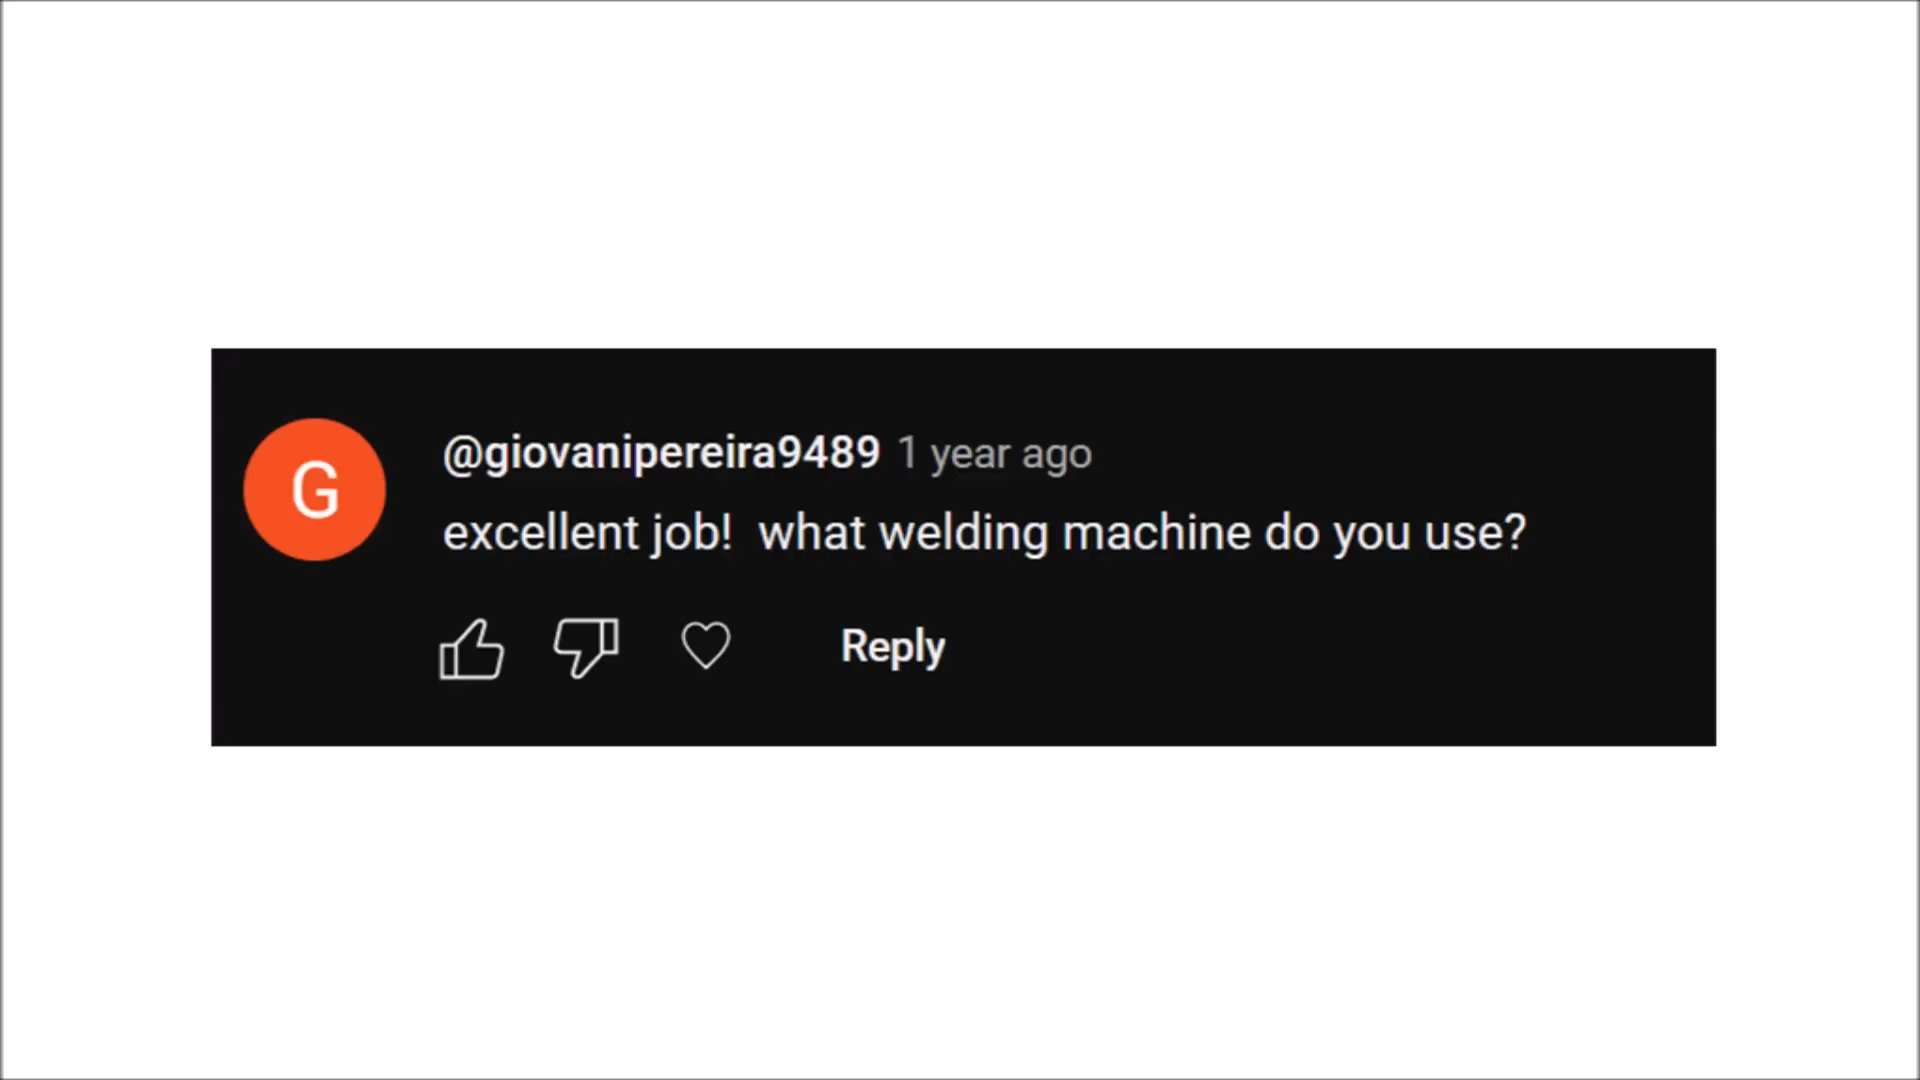 G
@giovanipereira9489 1 year ago
excellent job!  what welding machine do you use?
Reply